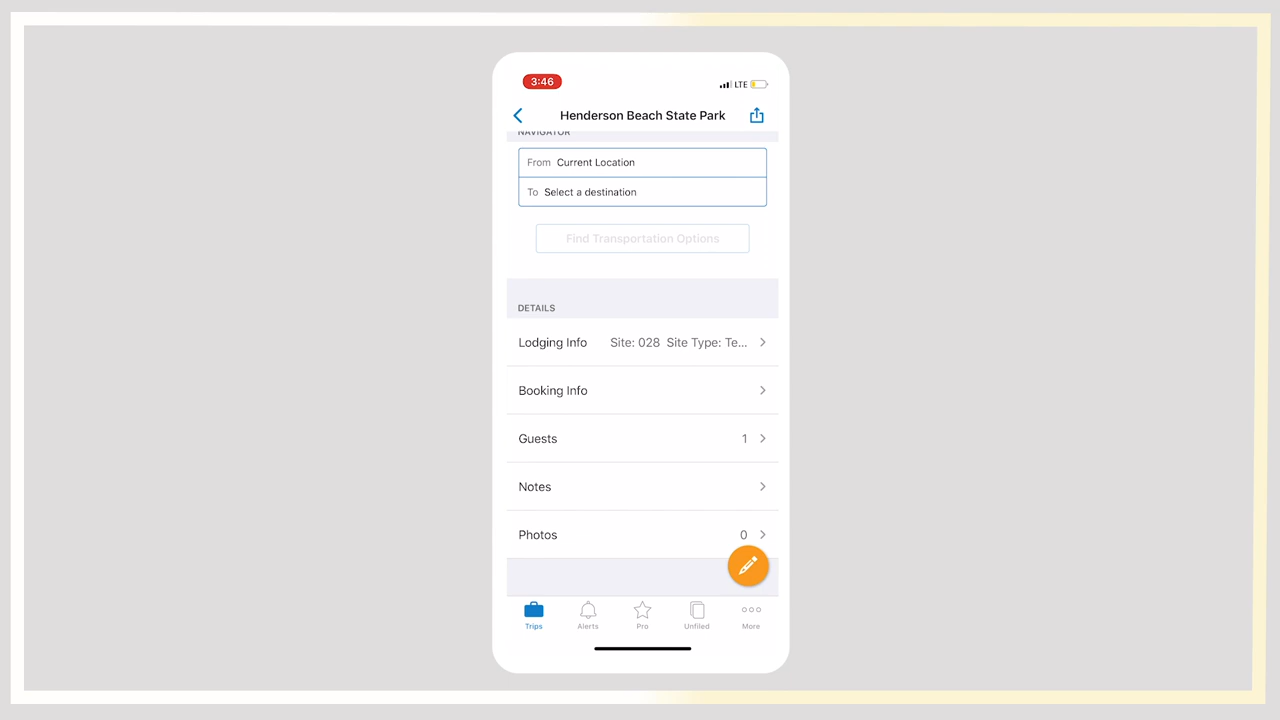 3:46
LTE
Henderson Beach State Park
NAVIGATOR
From Current Location
To Select a destination
Find Transportation Options
DETAILS
Lodging Info Site: 028 Site Type: Te...
Booking Info
Guests 1
Notes
Photos 0
Trips Alerts Pro Unfiled More